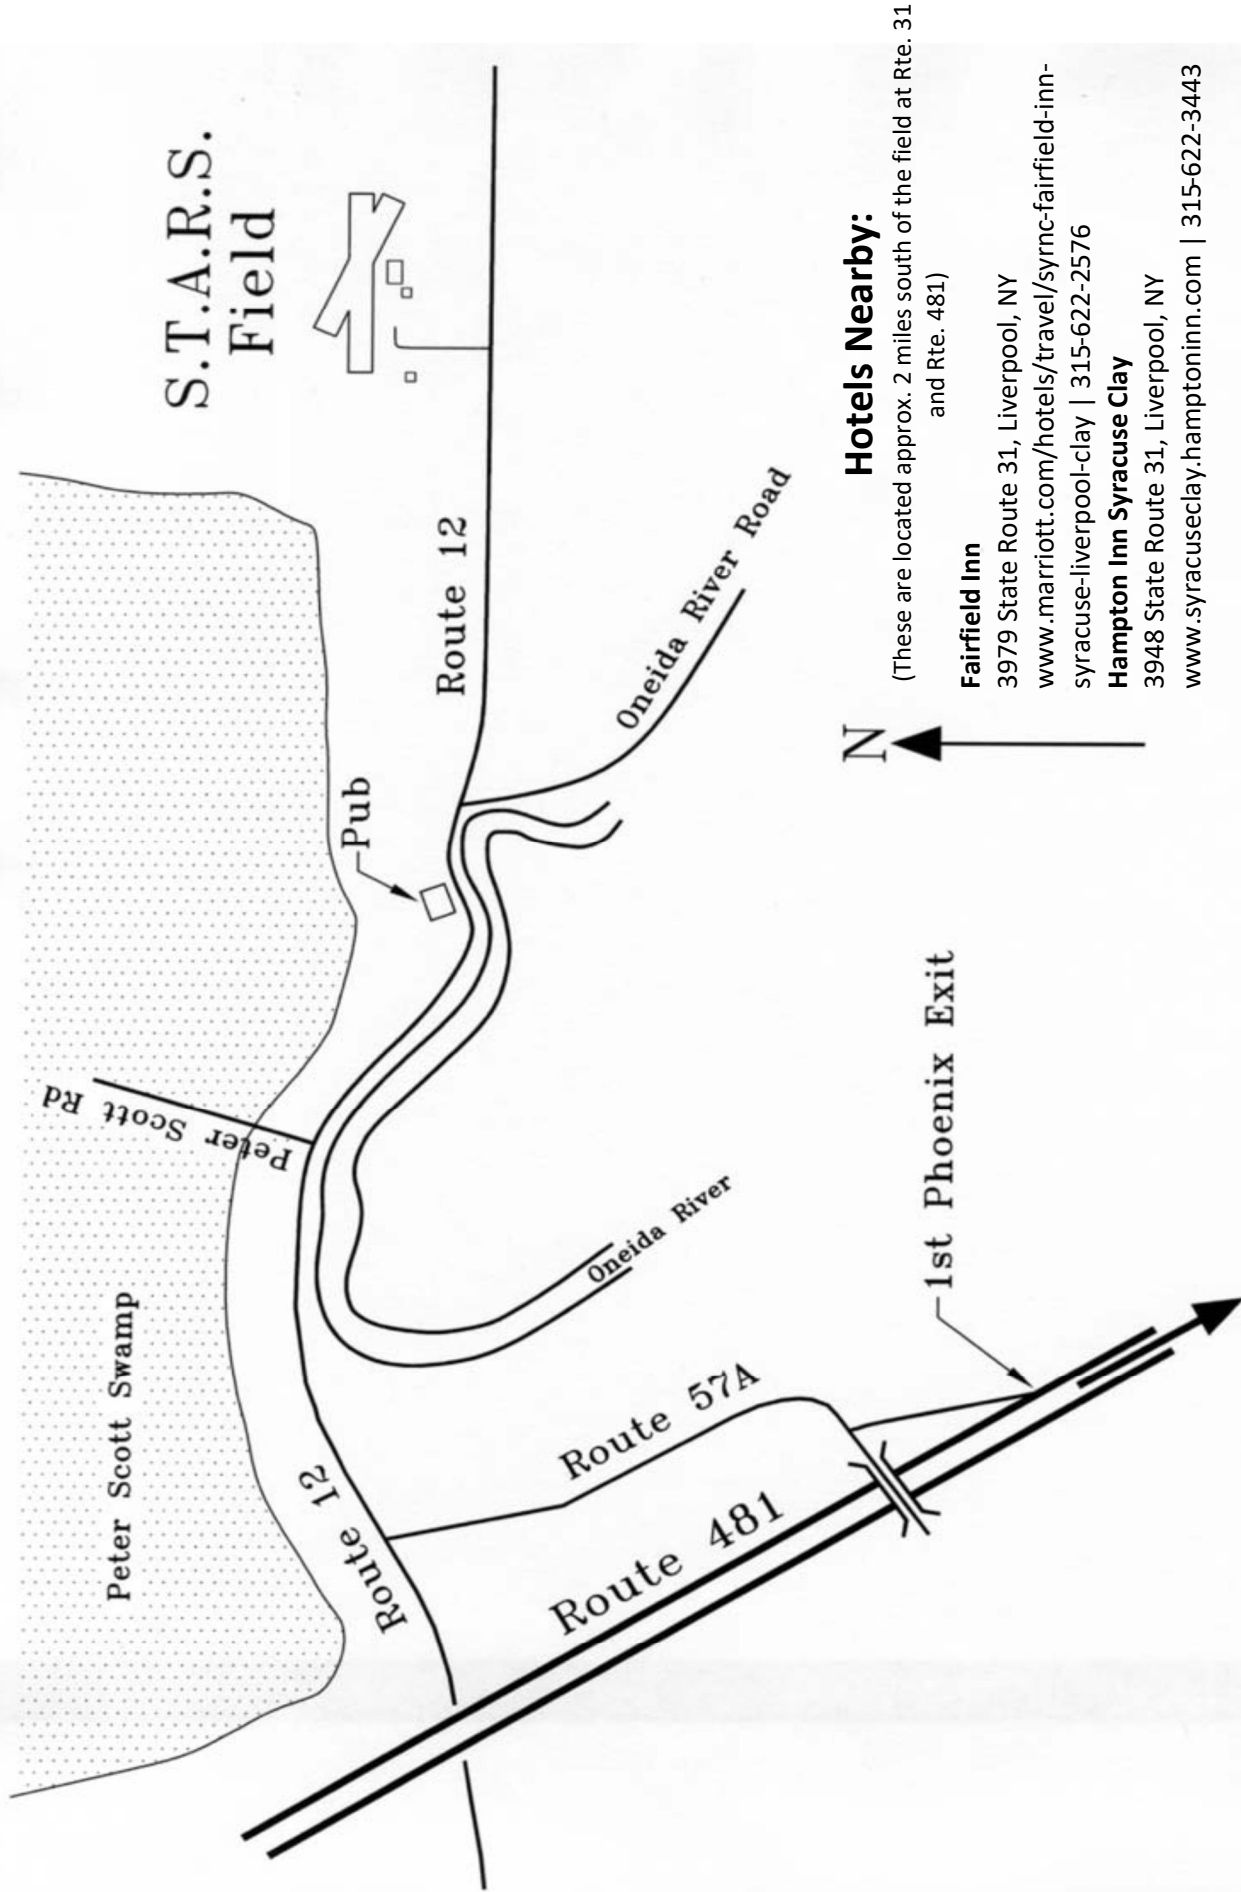 S.T.A.R.S.
Field
Peter Scott Swamp
Peter Scott Rd
Pub
Route 12
Route 12
Oneida River Road
Oneida River
Route 57A
Route 481
1st Phoenix Exit
N
Hotels Nearby:
(These are located approx. 2 miles south of the field at Rte. 31
and Rte. 481)
Fairfield Inn
3979 State Route 31, Liverpool, NY
www.marriott.com/hotels/travel/syrnc-fairfield-inn-
syracuse-liverpool-clay | 315-622-2576
Hampton Inn Syracuse Clay
3948 State Route 31, Liverpool, NY
www.syracuseclay.hamptoninn.com | 315-622-3443